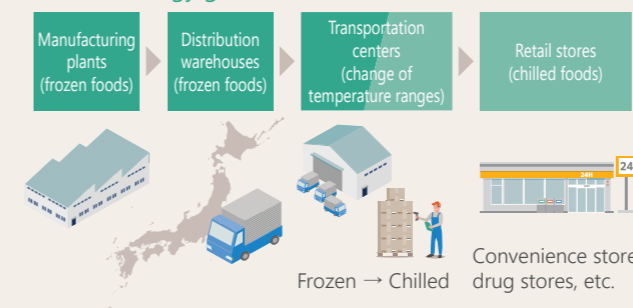 Manufacturing
plants
(frozen foods)
Distribution
warehouses
(frozen foods)
Transportation
centers
(change of
temperature ranges)
Retail stores
(chilled foods)
24H
24
Frozen → Chilled
Convenience store
drug stores, etc.